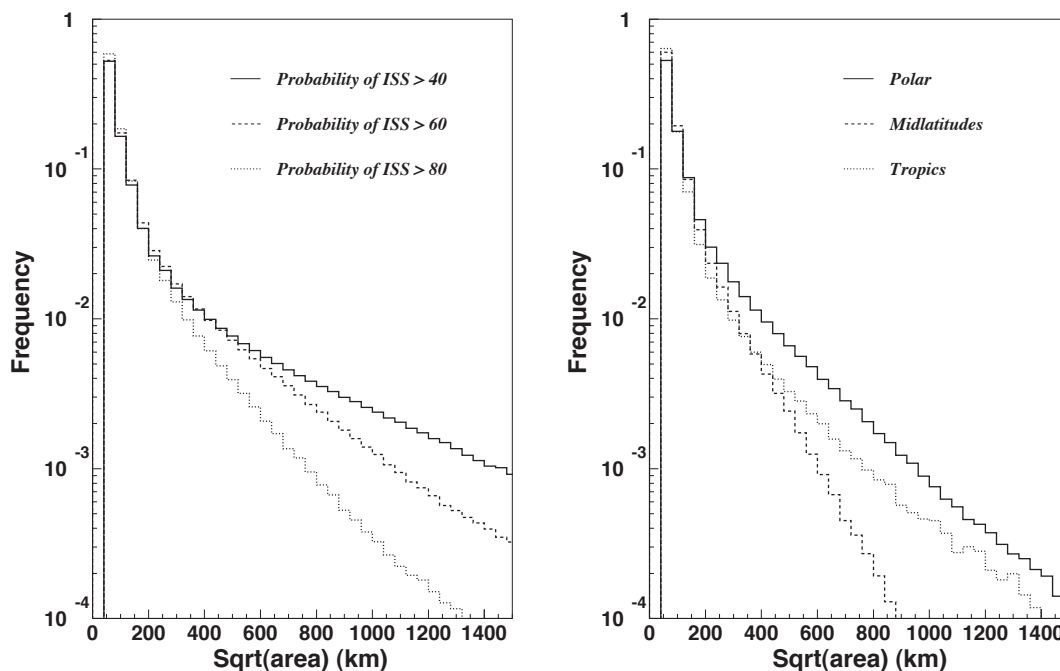 Frequency
1
10 -1
10 -2
10 -3
10 -4
Probability of ISS > 40
Probability of ISS > 60
Probability of ISS > 80
0 200 400 600 800 1000 1200 1400
Sqrt(area) (km)
Frequency
1
10 -1
10 -2
10 -3
10 -4
Polar
Midlatitudes
Tropics
0 200 400 600 800 1000 1200 1400
Sqrt(area) (km)